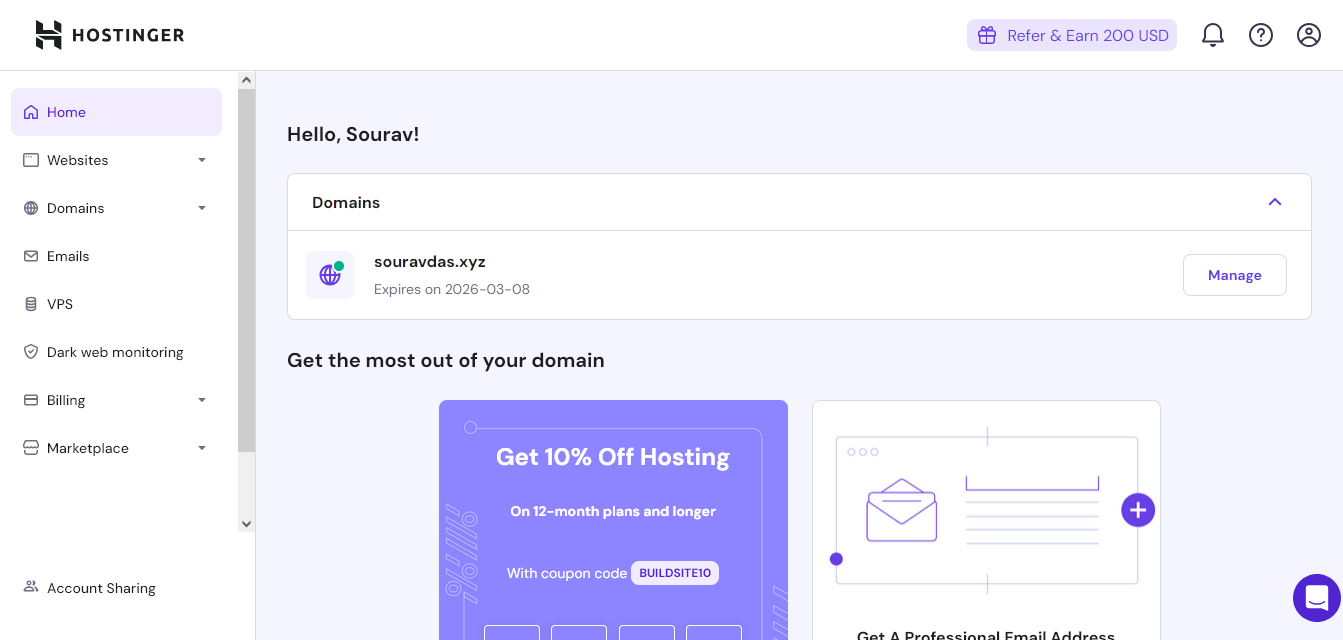 HOSTINGER
Refer & Earn 200 USD
Home
Websites
Domains
Emails
VPS
Dark web monitoring
Billing
Marketplace
Account Sharing
Hello, Sourav!
Domains
souravdas.xyz
Expires on 2026-03-08
Manage
Get the most out of your domain
Get 10% Off Hosting
On 12-month plans and longer
With coupon code BUILDSITE10
Get A Professional Email Address